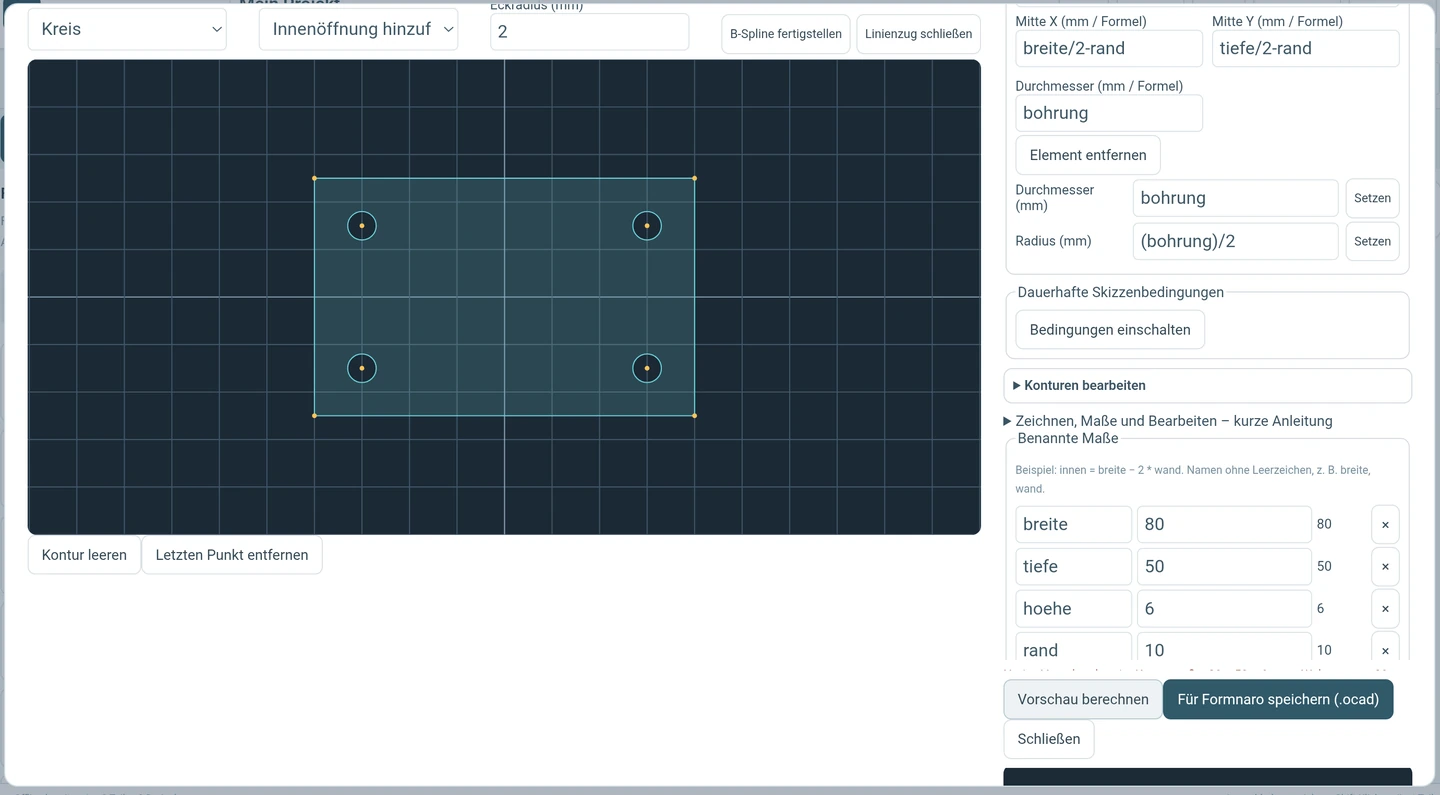 Mein Projekt
Eckradius (mm)
Kreis
Innenöffnung hinzuf
2
B-Spline fertigstellen
Linienzug schließen
Kontur leeren
Letzten Punkt entfernen
Mitte X (mm / Formel)
Mitte Y (mm / Formel)
breite/2-rand
tiefe/2-rand
Durchmesser (mm / Formel)
bohrung
Element entfernen
Durchmesser
(mm)
bohrung
Setzen
Radius (mm)
(bohrung)/2
Setzen
Dauerhafte Skizzenbedingungen
Bedingungen einschalten
▶ Konturen bearbeiten
▶ Zeichnen, Maße und Bearbeiten – kurze Anleitung
Benannte Maße
Beispiel: innen = breite − 2 * wand. Namen ohne Leerzeichen, z. B. breite,
wand.
breite 80 80 ×
tiefe 50 50 ×
hoehe 6 6 ×
rand 10 10 ×
Vorschau berechnen
Für Formnaro speichern (.ocad)
Schließen